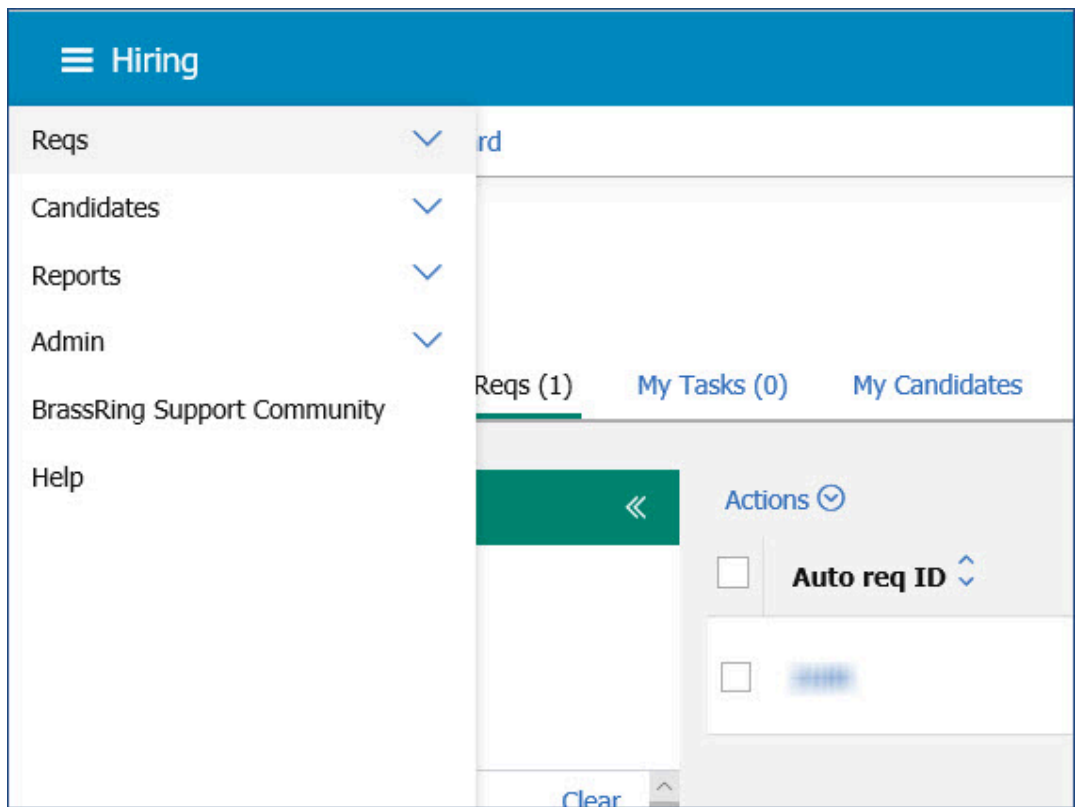 Hiring
Reqs
rd
Candidates
Reports
Admin
Reqs (1) My Tasks (0) My Candidates
BrassRing Support Community
Help
Actions
Auto req ID
Clear